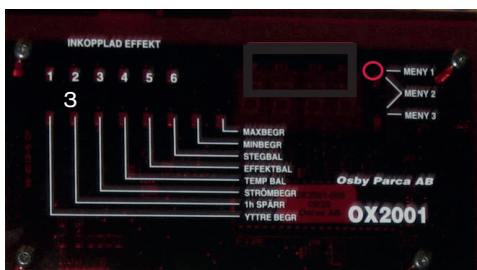 INKOPPLAD EFFEKT
1 2 3 4 5 6
MENY 1
MENY 2
MENY 3
3
MAXBEGR
MINBEGR
STEGBAL
EFFEKTBAL
TEMP BAL
STRÖMBEGR
1h SPÄRR
YTTRE BEGR
Osby Parca AB
OX2001